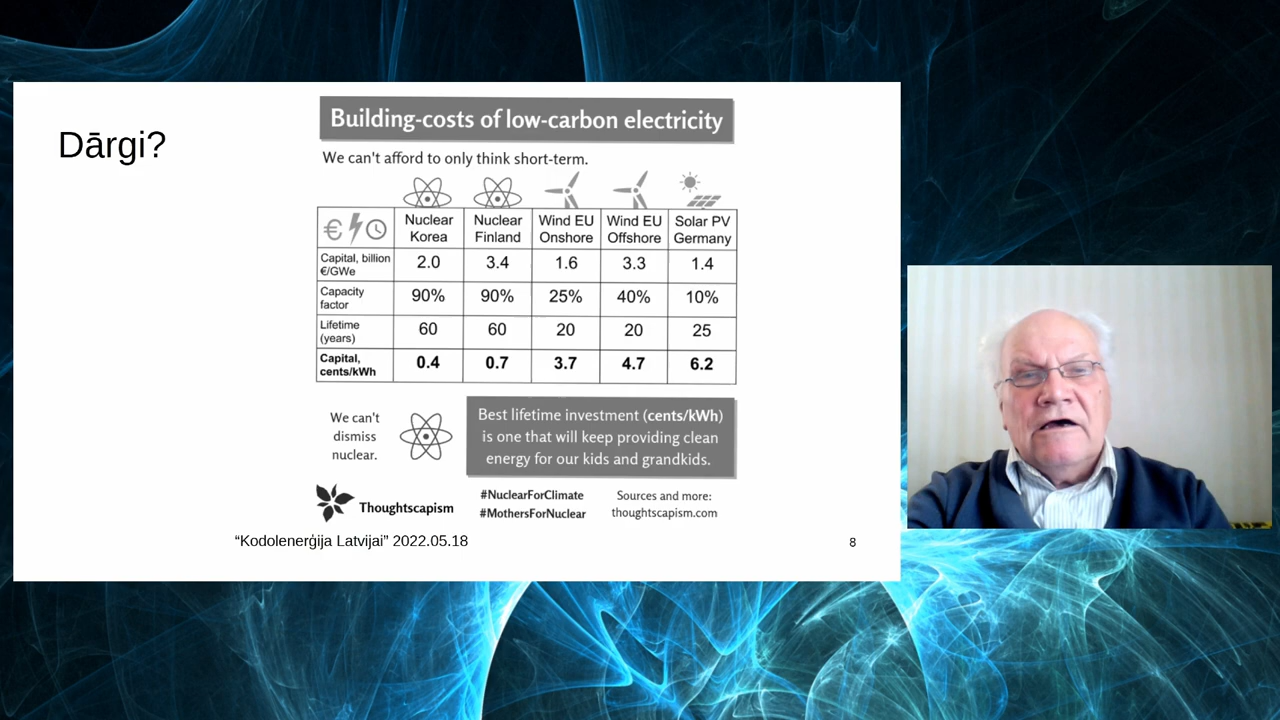 Dārgi?
Building-costs of low-carbon electricity
We can't afford to only think short-term.
Nuclear Korea
Nuclear Finland
Wind EU Onshore
Wind EU Offshore
Solar PV Germany
Capital, billion €/GWe 2.0 3.4 1.6 3.3 1.4
Capacity factor 90% 90% 25% 40% 10%
Lifetime (years) 60 60 20 20 25
Capital, cents/kWh 0.4 0.7 3.7 4.7 6.2
We can't
dismiss
nuclear.
Best lifetime investment (cents/kWh)
is one that will keep providing clean
energy for our kids and grandkids.
Thoughtscapism
#NuclearForClimate
#MothersForNuclear
Sources and more:
thoughtscapism.com
“Kodolenerģija Latvijai” 2022.05.18
8